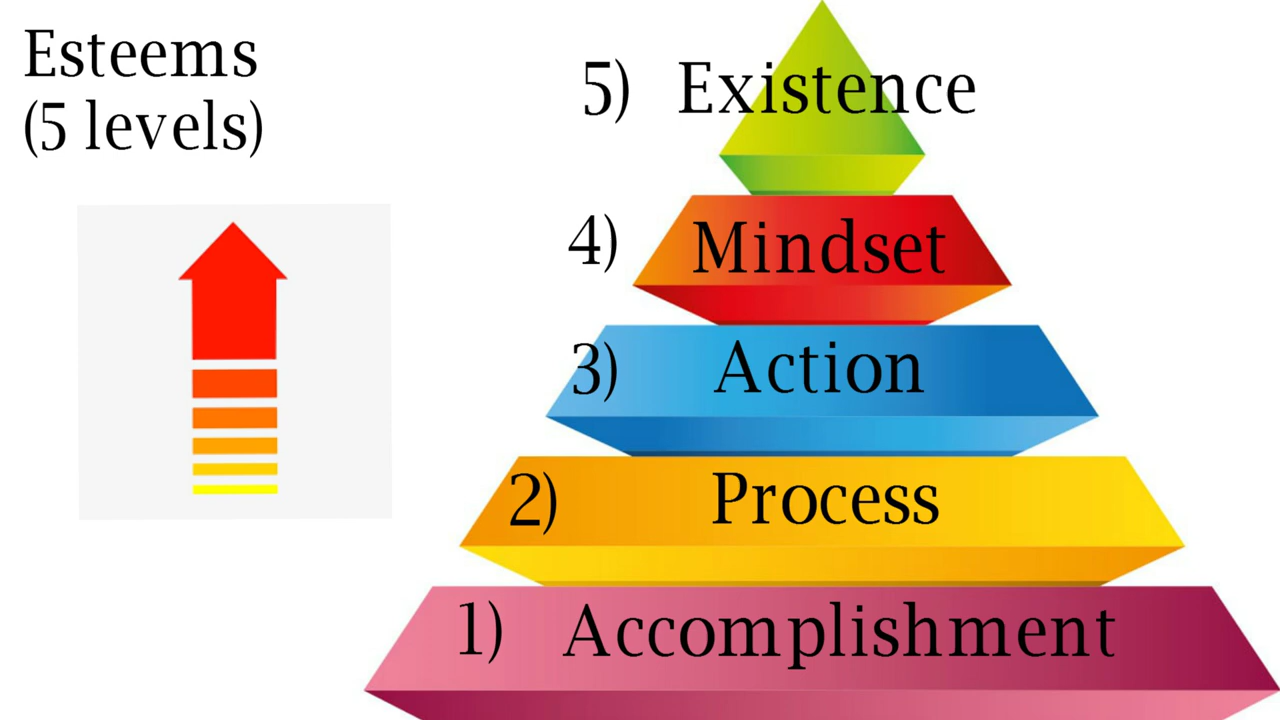 Esteems
(5 levels)
5) Existence
4) Mindset
3) Action
2) Process
1) Accomplishment